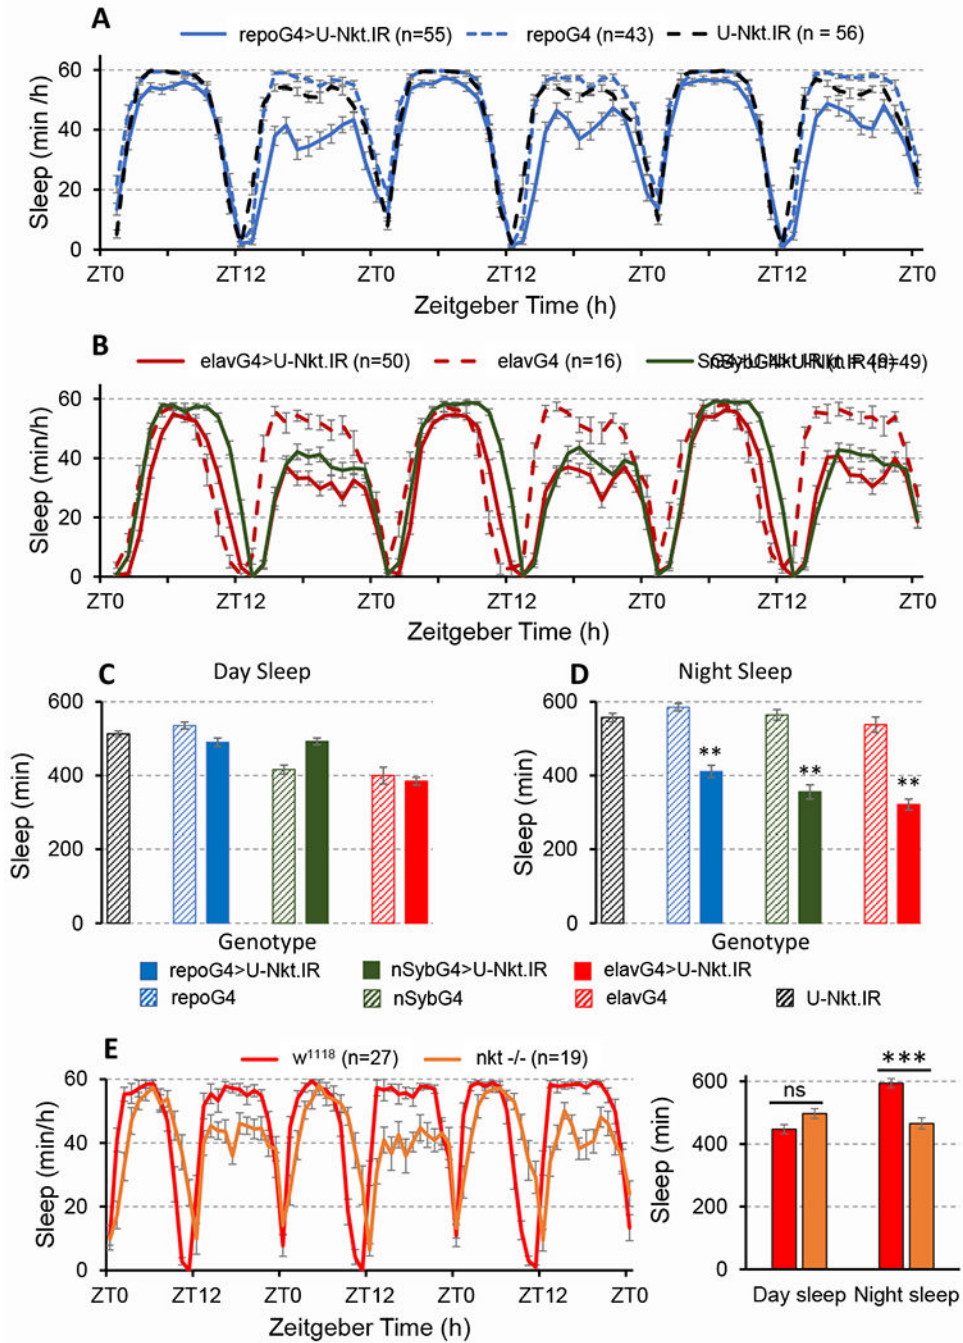 A
repoG4>U-Nkt.IR (n=55) repoG4 (n=43) U-Nkt.IR (n = 56)
60
40
20
0
Sleep (min /h)
ZT0 ZT12 ZT0 ZT12 ZT0 ZT12 ZT0
Zeitgeber Time (h)
B
elavG4>U-Nkt.IR (n=50) elavG4 (n=16)
60
40
20
0
Sleep (min/h)
ZT0 ZT12 ZT0 ZT12 ZT0 ZT12 ZT0
Zeitgeber Time (h)
C Day Sleep
600
400
200
0
Sleep (min)
Genotype
D Night Sleep
600
400
200
0
Sleep (min)
** ** **
Genotype
repoG4>U-Nkt.IR nSybG4>U-Nkt.IR elavG4>U-Nkt.IR
repoG4 nSybG4 elavG4 U-Nkt.IR
E
w1118 (n=27) nkt -/- (n=19)
60
40
20
0
Sleep (min/h)
ZT0 ZT12 ZT0 ZT12 ZT0 ZT12 ZT0
Zeitgeber Time (h)
600
400
200
0
Sleep (min)
ns ***
Day sleep Night sleep